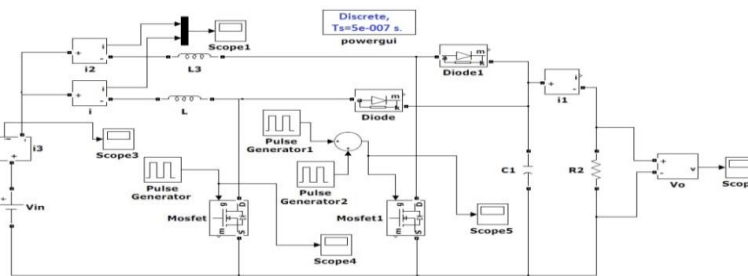 Discrete,
Ts=5e-007 s.
powergui
Scope1
i
i2
L3
m
Diode1
i
i
L
m
Diode
i
i1
i3
Scope3
Pulse
Generator1
Pulse
Generator
Pulse
Generator2
C1
R2
v
Vo
Scop
Vin
Mosfet
Mosfet1
Scope5
Scope4